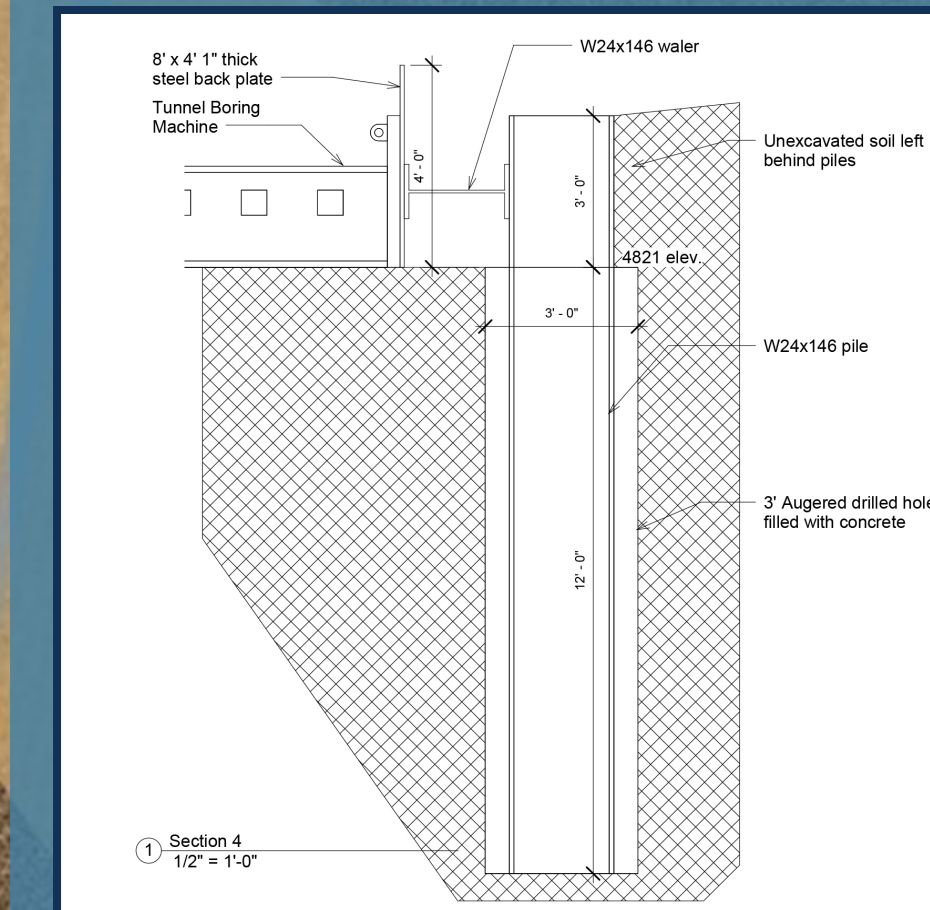 8' x 4' 1" thick
steel back plate
W24x146 waler
Tunnel Boring
Machine
4' - 0"
3' - 0"
Unexcavated soil left
behind piles
4821 elev.
3' - 0"
W24x146 pile
3' Augered drilled hole
filled with concrete
12' - 0"
1
Section 4
1/2" = 1'-0"